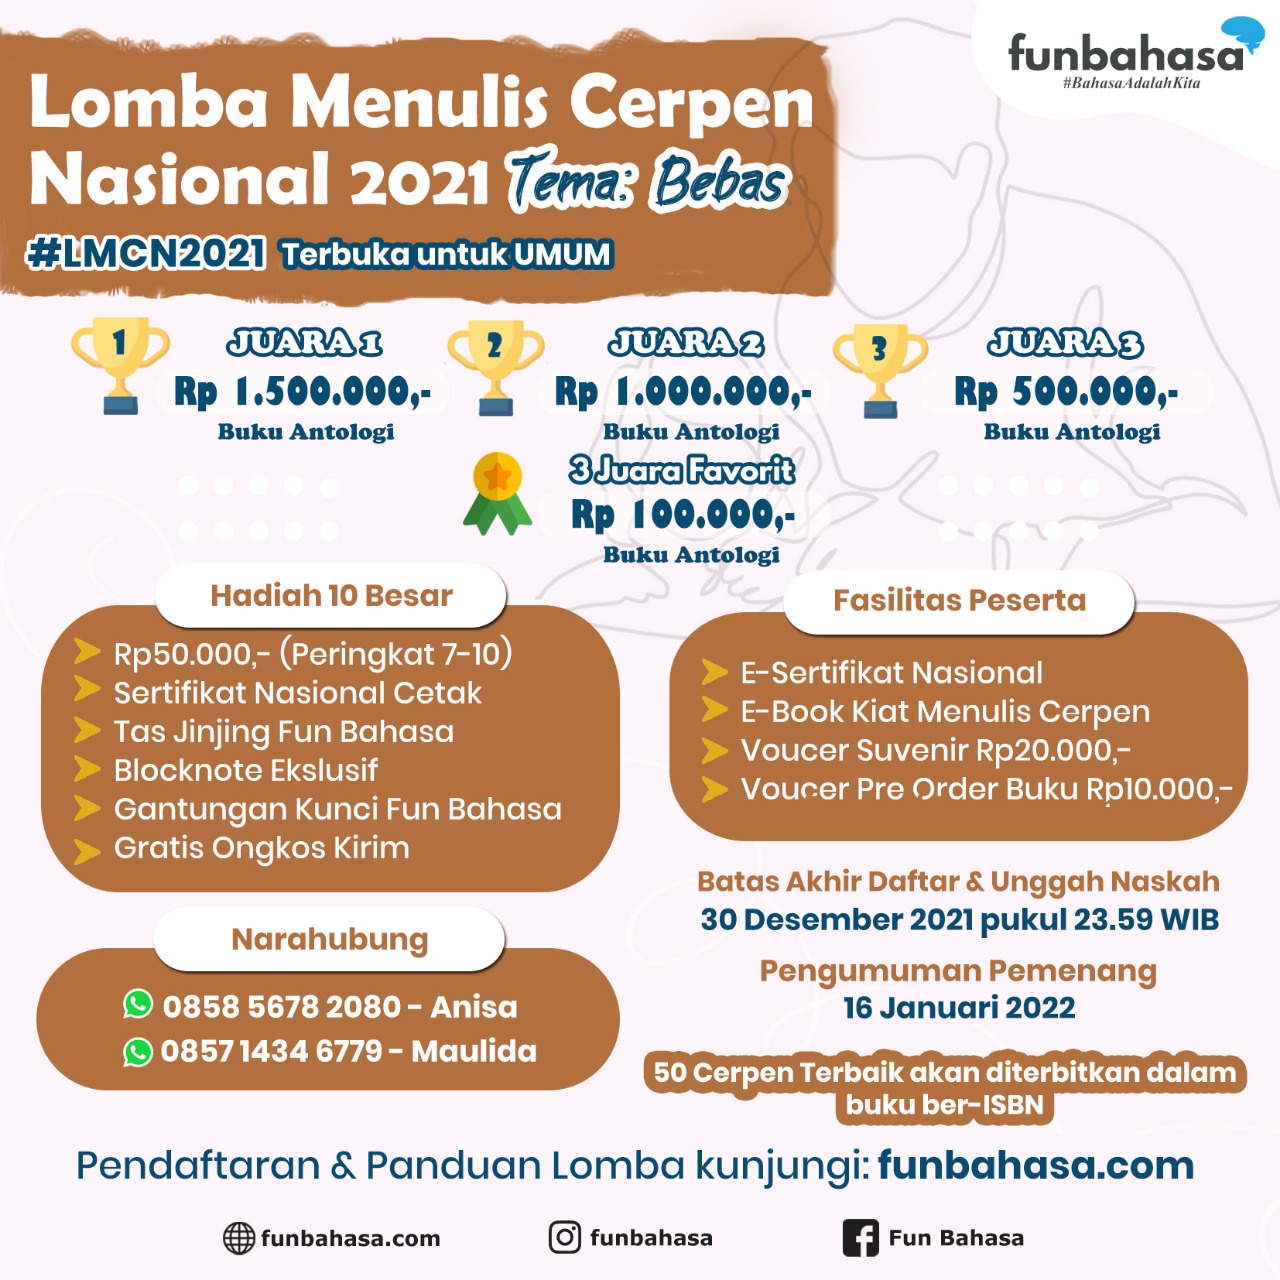 funbahasa
#BahasaAdalahKita
Lomba Menulis Cerpen
Nasional 2021 Tema: Bebas
#LMCN2021 Terbuka untuk UMUM
1
JUARA 1
Rp 1.500.000,-
Buku Antologi
2
JUARA 2
Rp 1.000.000,-
Buku Antologi
3
JUARA 3
Rp 500.000,-
Buku Antologi
3 Juara Favorit
Rp 100.000,-
Buku Antologi
Hadiah 10 Besar
Rp50.000,- (Peringkat 7-10)
Sertifikat Nasional Cetak
Tas Jinjing Fun Bahasa
Blocknote Ekslusif
Gantungan Kunci Fun Bahasa
Gratis Ongkos Kirim
Fasilitas Peserta
E-Sertifikat Nasional
E-Book Kiat Menulis Cerpen
Voucer Suvenir Rp20.000,-
Voucer Pre Order Buku Rp10.000,-
Narahubung
0858 5678 2080 - Anisa
0857 1434 6779 - Maulida
Batas Akhir Daftar & Unggah Naskah
30 Desember 2021 pukul 23.59 WIB
Pengumuman Pemenang
16 Januari 2022
50 Cerpen Terbaik akan diterbitkan dalam
buku ber-ISBN
Pendaftaran & Panduan Lomba kunjungi: funbahasa.com
funbahasa.com
funbahasa
Fun Bahasa